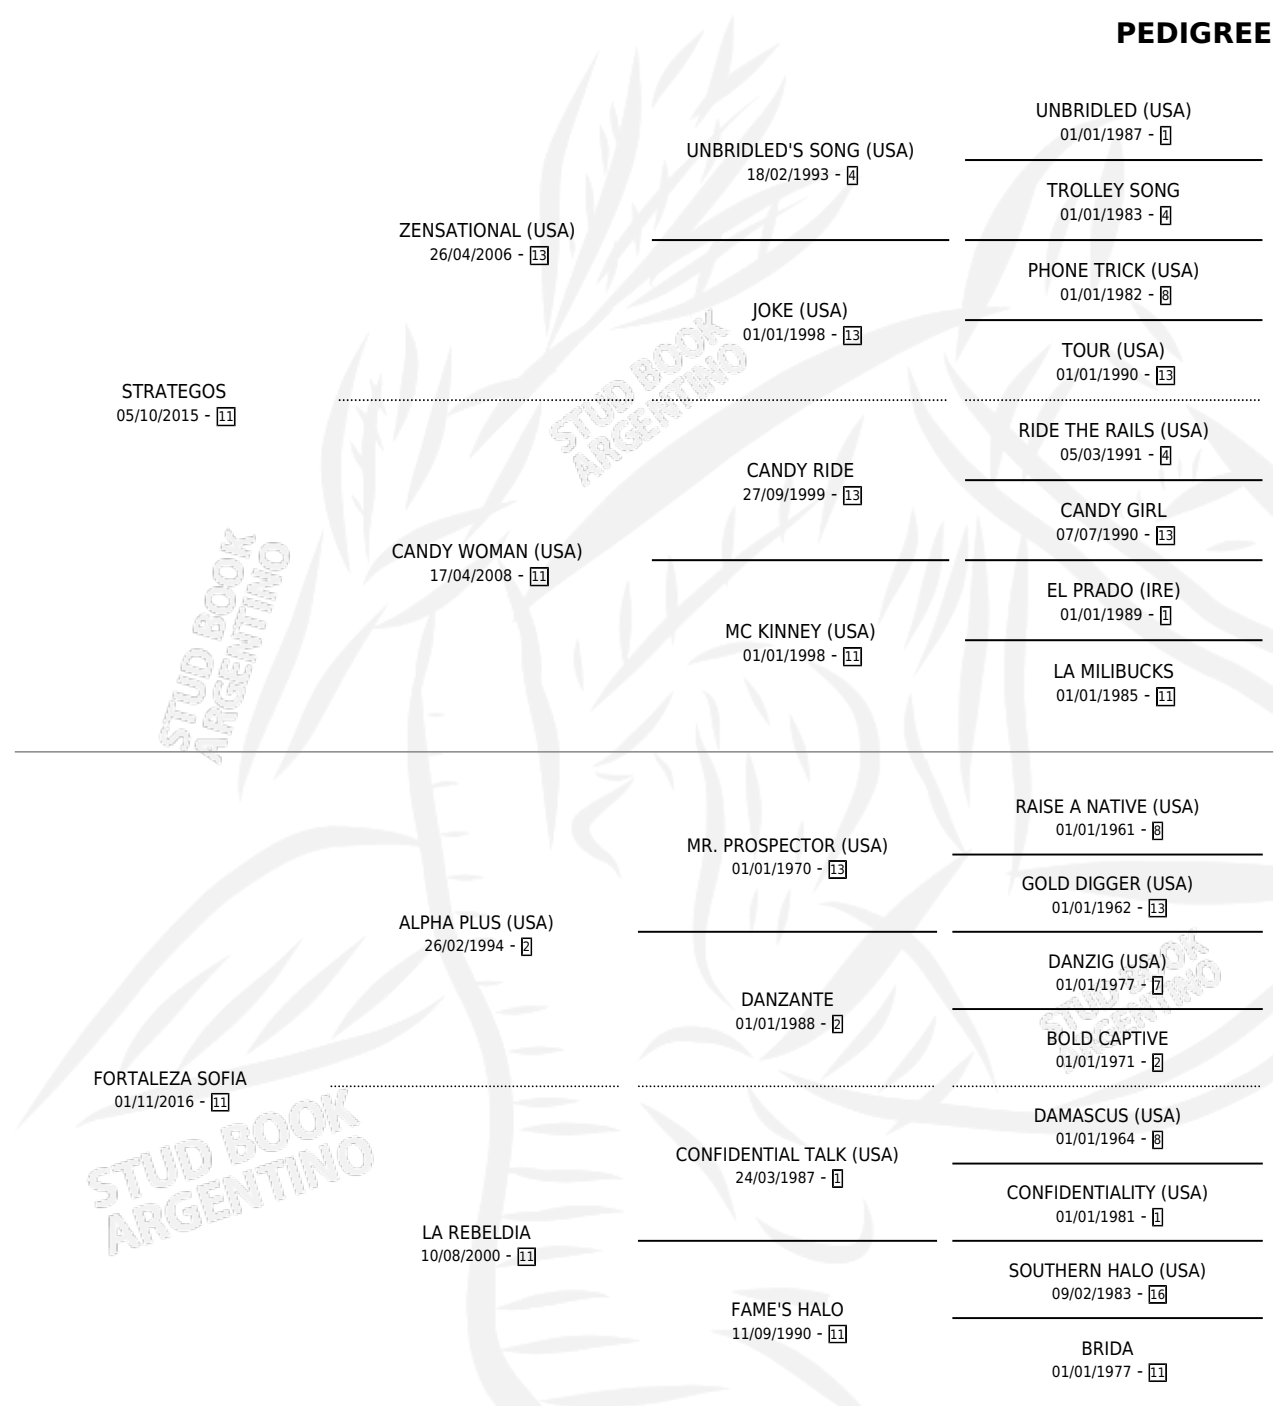 PEDIGREE
UNBRIDLED (USA)
01/01/1987 - 1
UNBRIDLED'S SONG (USA)
18/02/1993 - 4
TROLLEY SONG
01/01/1983 - 4
ZENSATIONAL (USA)
26/04/2006 - 13
PHONE TRICK (USA)
01/01/1982 - 8
JOKE (USA)
01/01/1998 - 13
TOUR (USA)
01/01/1990 - 13
STRATEGOS
05/10/2015 - 11
STUD BOOK
ARGENTINO
RIDE THE RAILS (USA)
05/03/1991 - 4
CANDY RIDE
27/09/1999 - 13
CANDY GIRL
07/07/1990 - 13
CANDY WOMAN (USA)
17/04/2008 - 11
EL PRADO (IRE)
01/01/1989 - 1
MC KINNEY (USA)
01/01/1998 - 11
LA MILIBUCKS
01/01/1985 - 11
STUD BOOK
ARGENTINO
RAISE A NATIVE (USA)
01/01/1961 - 8
MR. PROSPECTOR (USA)
01/01/1970 - 13
GOLD DIGGER (USA)
01/01/1962 - 13
ALPHA PLUS (USA)
26/02/1994 - 2
DANZIG (USA)
01/01/1977 - 7
DANZANTE
01/01/1988 - 2
BOLD CAPTIVE
01/01/1971 - 2
STUD BOOK
ARGENTINO
FORTALEZA SOFIA
01/11/2016 - 11
DAMASCUS (USA)
01/01/1964 - 8
CONFIDENTIAL TALK (USA)
24/03/1987 - 1
CONFIDENTIALITY (USA)
01/01/1981 - 1
STUD BOOK
ARGENTINO
LA REBELDIA
10/08/2000 - 11
SOUTHERN HALO (USA)
09/02/1983 - 16
FAME'S HALO
11/09/1990 - 11
BRIDA
01/01/1977 - 11